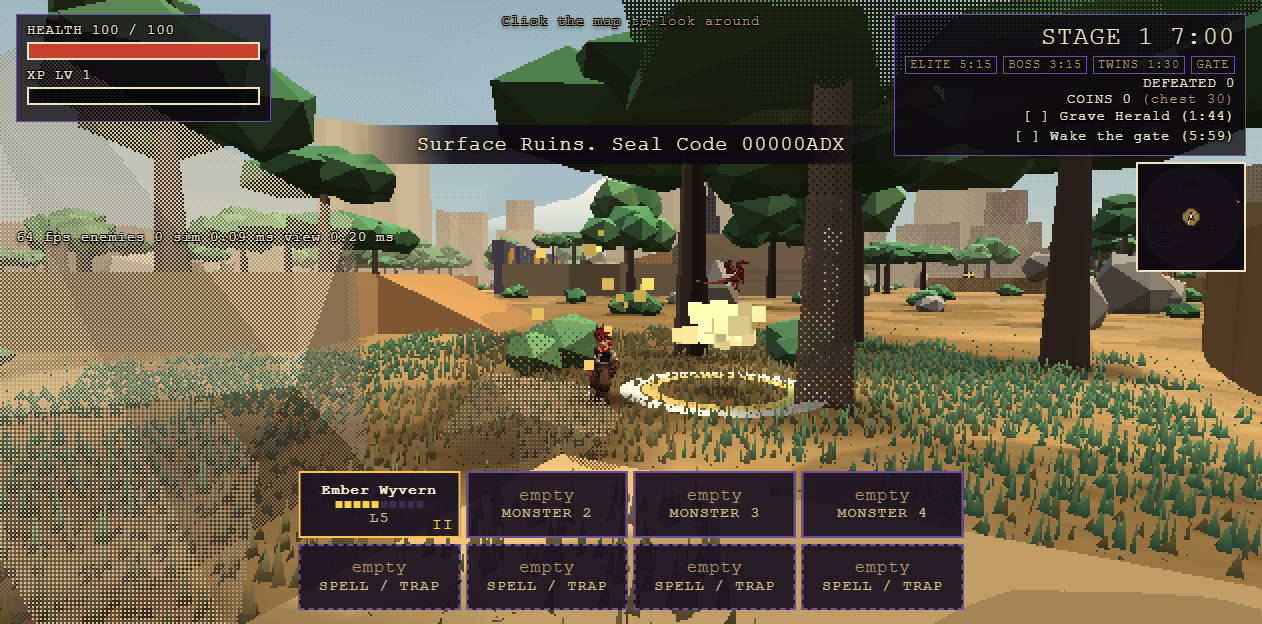 HEALTH 100 / 100
XP LV 1
Click the map to look around
STAGE 1 7:00
ELITE 5:15 BOSS 3:15 TWINS 1:30 GATE
DEFEATED 0
COINS 0 (chest 30)
[ ] Grave Herald (1:44)
[ ] Wake the gate (5:59)
Surface Ruins. Seal Code 00000ADX
64 fps enemies 0 sim 0.09 ms view 0.20 ms
Ember Wyvern
L5
II
empty
MONSTER 2
empty
MONSTER 3
empty
MONSTER 4
empty
SPELL / TRAP
empty
SPELL / TRAP
empty
SPELL / TRAP
empty
SPELL / TRAP